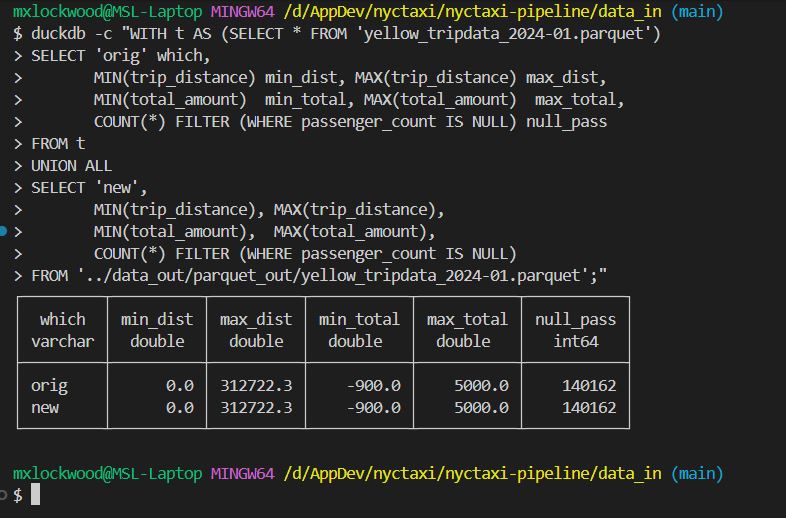 mxlockwood@MSL-Laptop MINGW64 /d/AppDev/nyctaxi/nyctaxi-pipeline/data_in (main)
$ duckdb -c "WITH t AS (SELECT * FROM 'yellow_tripdata_2024-01.parquet')
> SELECT 'orig' which,
>        MIN(trip_distance) min_dist, MAX(trip_distance) max_dist,
>        MIN(total_amount)  min_total, MAX(total_amount)  max_total,
>        COUNT(*) FILTER (WHERE passenger_count IS NULL) null_pass
> FROM t
> UNION ALL
> SELECT 'new',
>        MIN(trip_distance), MAX(trip_distance),
>        MIN(total_amount),  MAX(total_amount),
>        COUNT(*) FILTER (WHERE passenger_count IS NULL)
> FROM '../data_out/parquet_out/yellow_tripdata_2024-01.parquet';"
which min_dist max_dist min_total max_total null_pass
varchar double double double double int64
orig 0.0 312722.3 -900.0 5000.0 140162
new 0.0 312722.3 -900.0 5000.0 140162
mxlockwood@MSL-Laptop MINGW64 /d/AppDev/nyctaxi/nyctaxi-pipeline/data_in (main)
$